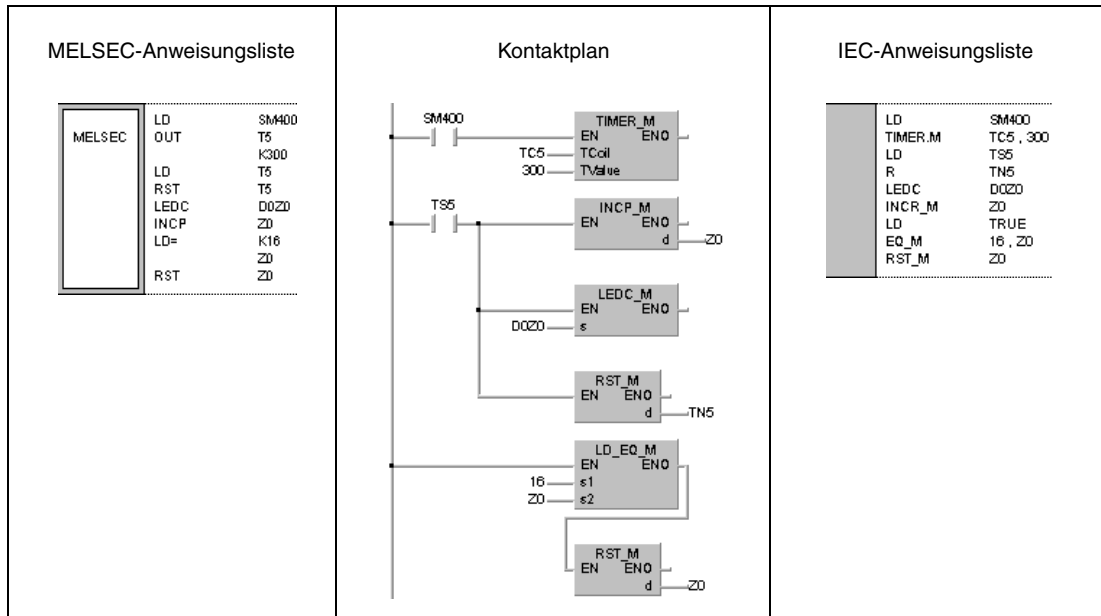 MELSEC-Anweisungsliste
MELSEC
LD SM400
OUT T5
K300
LD T5
RST T5
LEDC D0Z0
INCP Z0
LD= K16
Z0
RST Z0
Kontaktplan
SM400
TIMER_M
EN ENO
TC5 TCoil
300 TValue
TS5
INCP_M
EN ENO
d Z0
LEDC_M
EN ENO
D0Z0 s
RST_M
EN ENO
d TN5
LD_EQ_M
EN ENO
16 s1
Z0 s2
RST_M
EN ENO
d Z0
IEC-Anweisungsliste
LD SM400
TIMER.M TC5 , 300
LD TS5
R TN5
LEDC D0Z0
INCR_M Z0
LD TRUE
EQ_M 16 , Z0
RST_M Z0